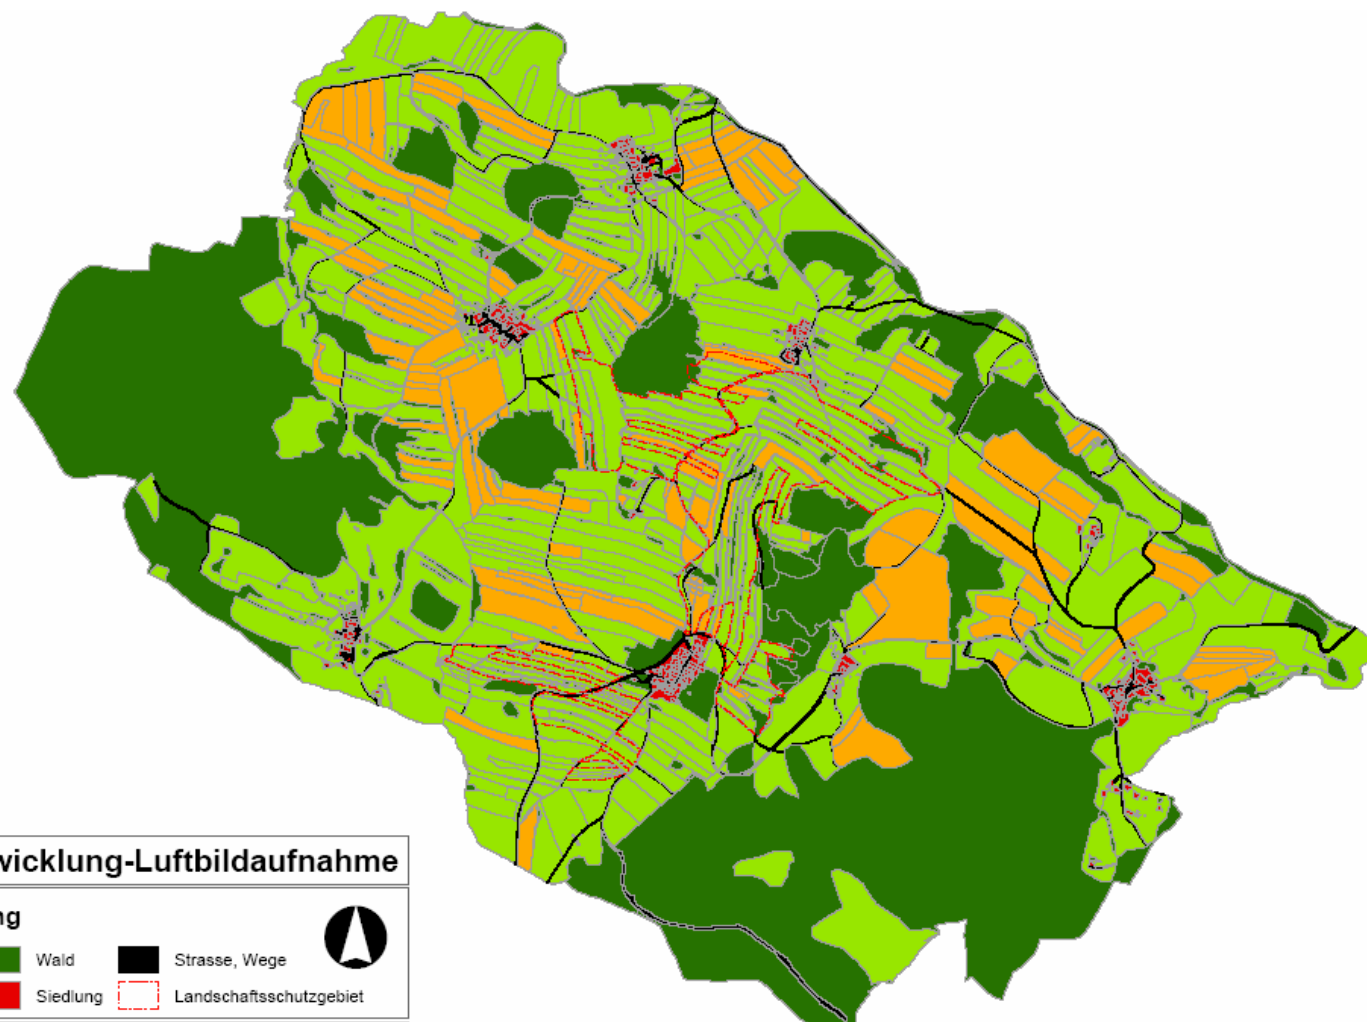 wicklung-Luftbildaufnahme
ng
Wald Strasse, Wege
Siedlung Landschaftsschutzgebiet